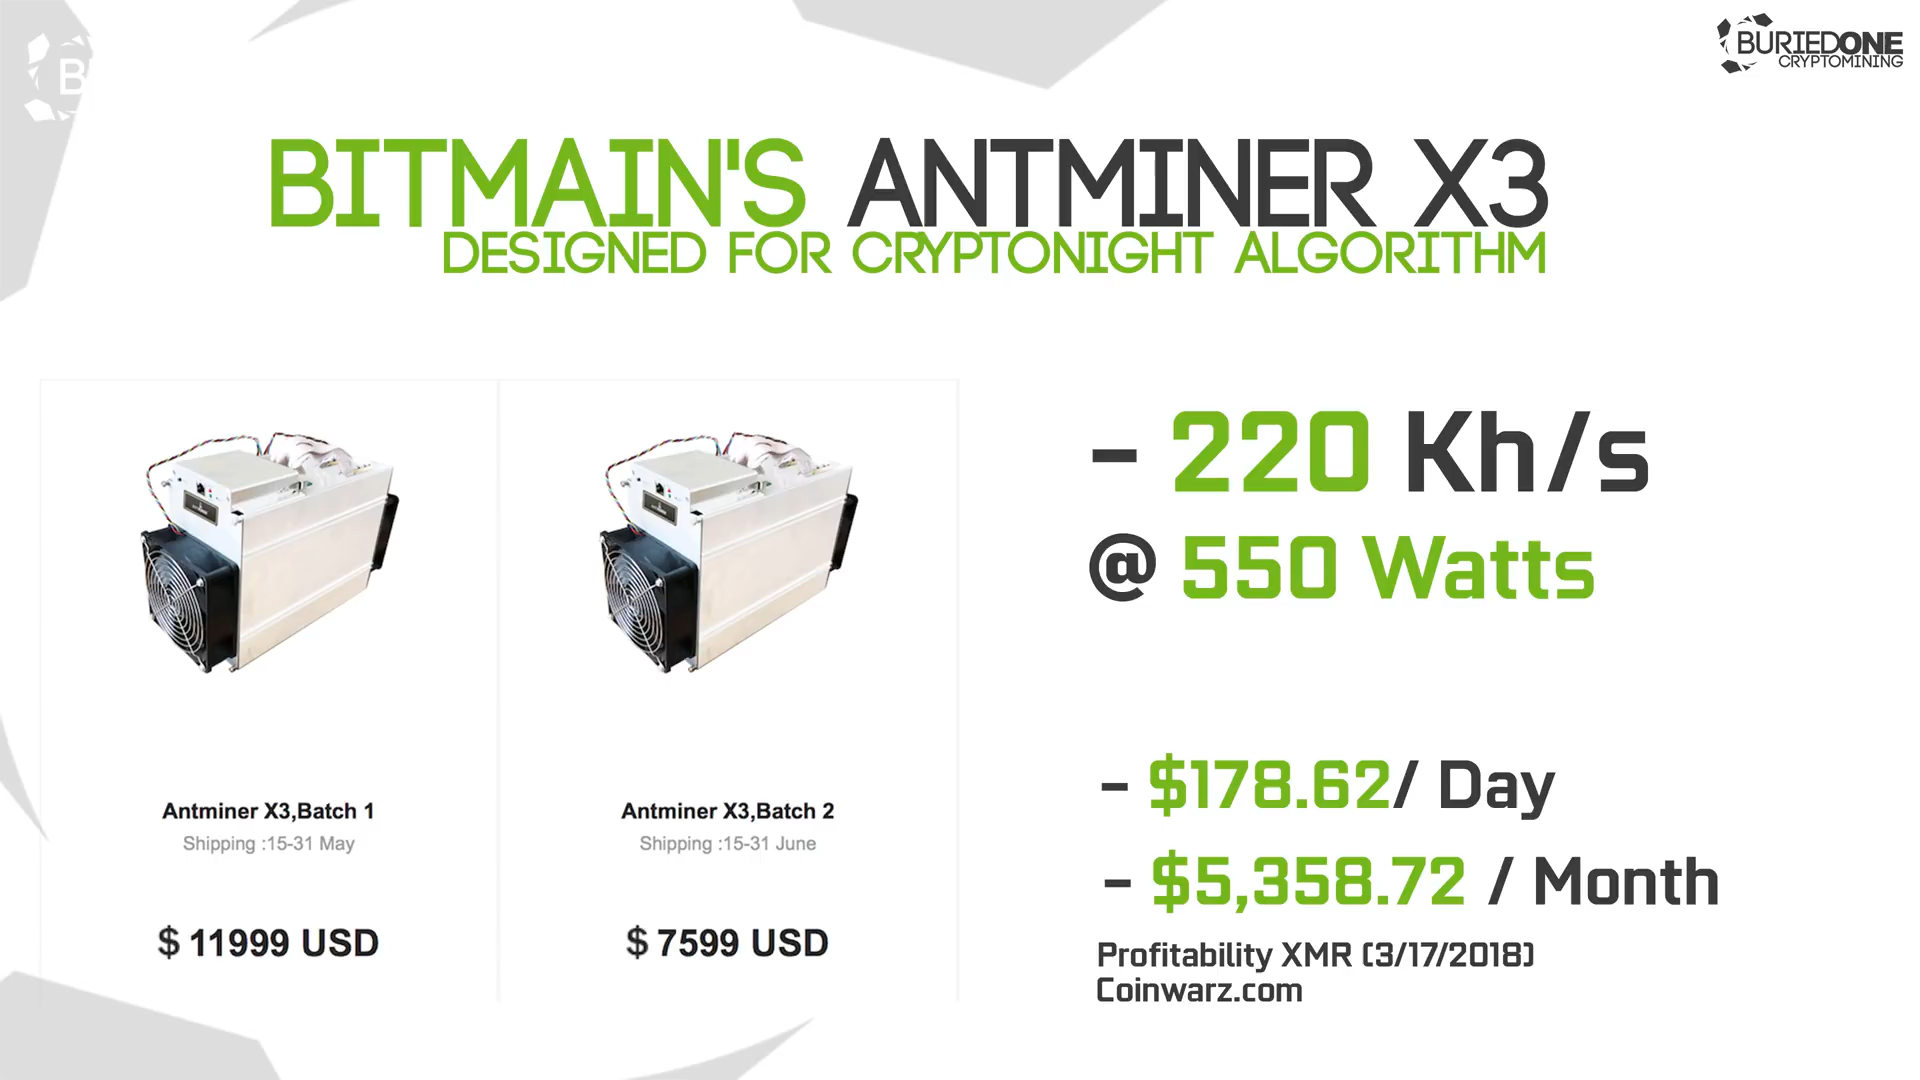 B
BURIEDONE
CRYPTOMINING
BITMAIN'S ANTMINER X3
DESIGNED FOR CRYPTONIGHT ALGORITHM
Antminer X3,Batch 1
Shipping :15-31 May
$ 11999 USD
Antminer X3,Batch 2
Shipping :15-31 June
$ 7599 USD
- 220 Kh/s
@ 550 Watts
- $178.62/ Day
- $5,358.72 / Month
Profitability XMR (3/17/2018)
Coinwarz.com